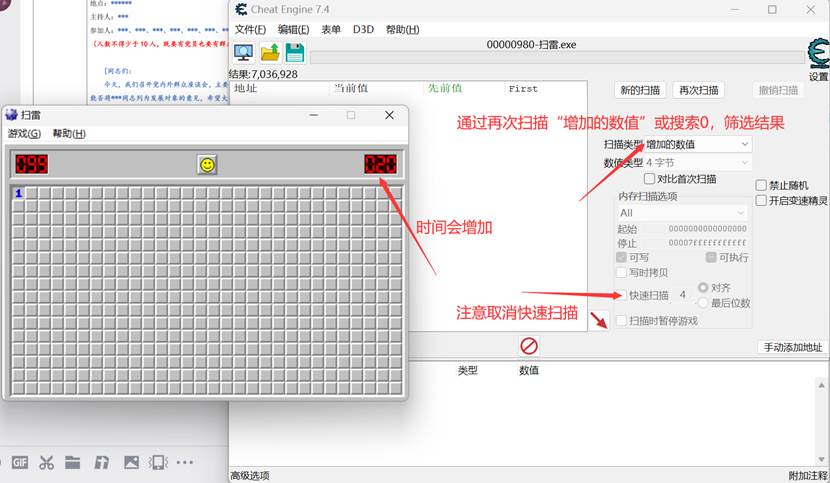 地点：******
主持人：***
参加人：***、***、***、***、***、***
（人数不得少于 10 人，既要有党员也要有群
[同志们：
今天，我们召开党内外群众座谈会，主要
能否将***同志列为发展对象的意见。希望大
Cheat Engine 7.4
文件(F) 编辑(E) 表单 D3D 帮助(H)
00000980-扫雷.exe
设置
结果:7,036,928
地址 当前值 先前值 First
新的扫描 再次扫描 撤销扫描
通过再次扫描“增加的数值”或搜索0，筛选结果
扫描类型 增加的数值
数值类型 4 字节
对比首次扫描
内存扫描选项
All
起始 0000000000000000
停止 00007fffffffffff
可写 可执行
写时拷贝
快速扫描 4 对齐
最后位数
扫描时暂停游戏
禁止随机
开启变速精灵
注意取消快速扫描
手动添加地址
扫雷
游戏(G) 帮助(H)
099 020
1
时间会增加
类型 数值
GIF
高级选项 附加注释